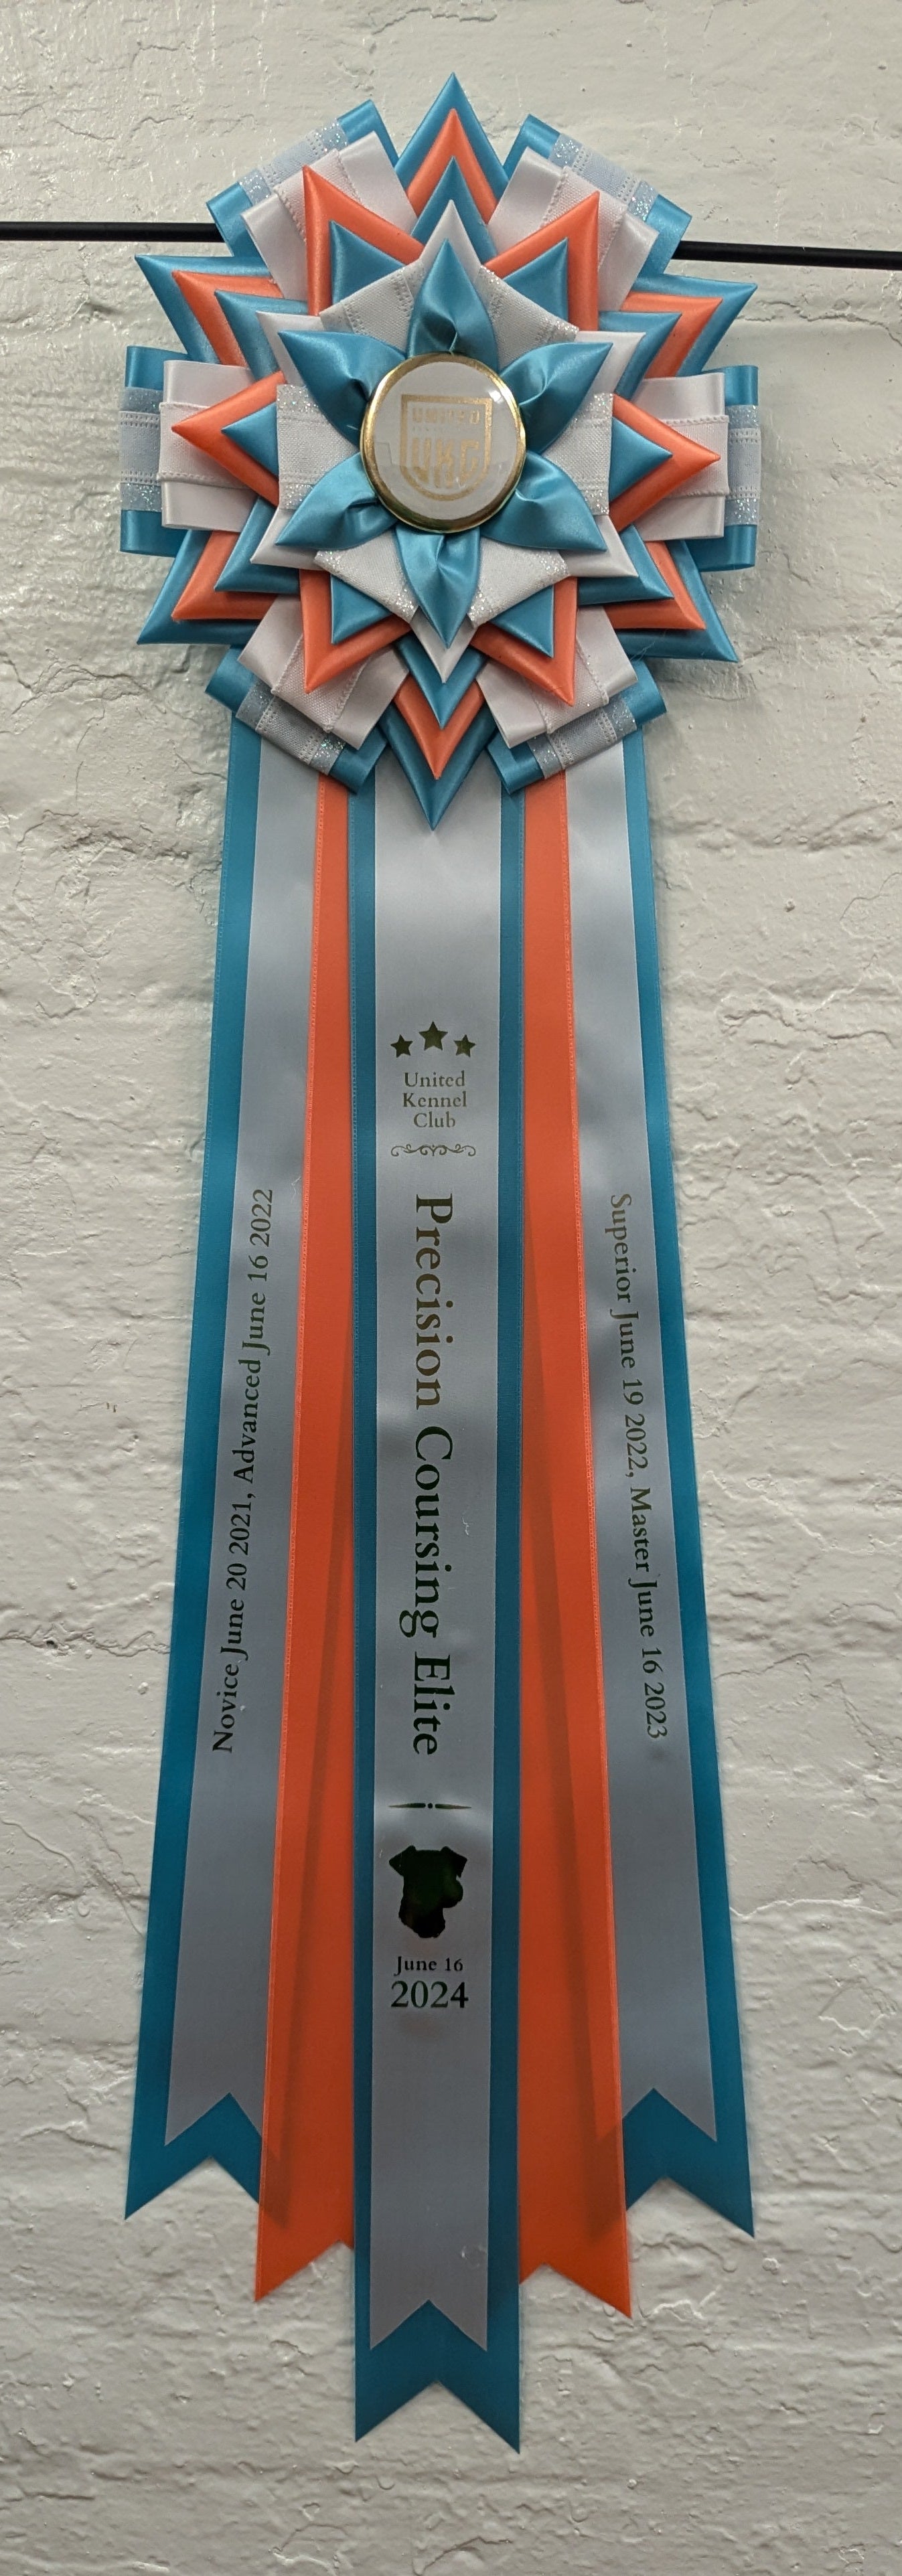 UNITED
UKC
United
Kennel
Club
Novice June 20 2021, Advanced June 16 2022
Precision Coursing Elite
Superior June 19 2022, Master June 16 2023
June 16
2024